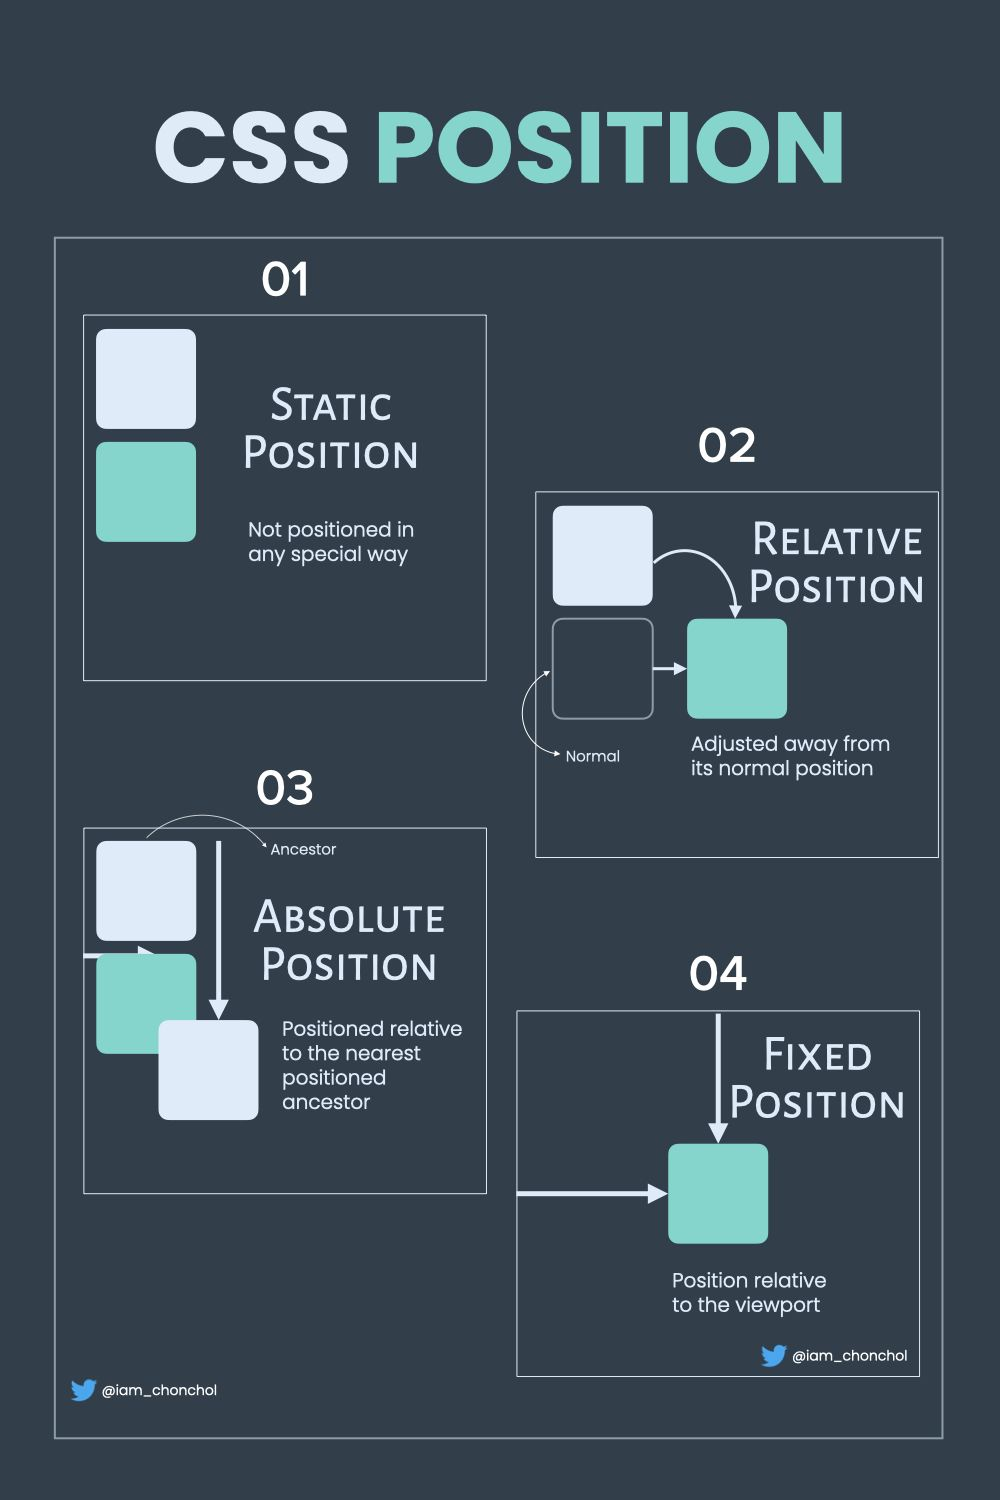 CSS POSITION
01
STATIC
POSITION
Not positioned in
any special way
02
RELATIVE
POSITION
Normal
Adjusted away from
its normal position
03
Ancestor
ABSOLUTE
POSITION
Positioned relative
to the nearest
positioned
ancestor
04
FIXED
POSITION
Position relative
to the viewport
@iam_chonchol
@iam_chonchol